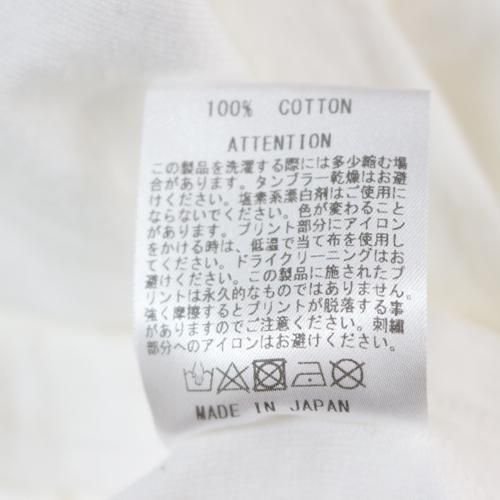 100% COTTON
ATTENTION
この製品を洗濯する際には多少縮む場
合があります。タンブラー乾燥はお避
けください。塩素系漂白剤はご使用に
ならないでください。色が変わること
があります。プリント部分にアイロン
をかける時は、低温で当て布を使用し
てください。ドライクリーニングはお
避けください。この製品に施されたプ
リントは永久的なものではありません。
強く摩擦するとプリントが脱落する事
がありますのでご注意ください。刺繍
部分へのアイロンはお避けください。
MADE IN JAPAN